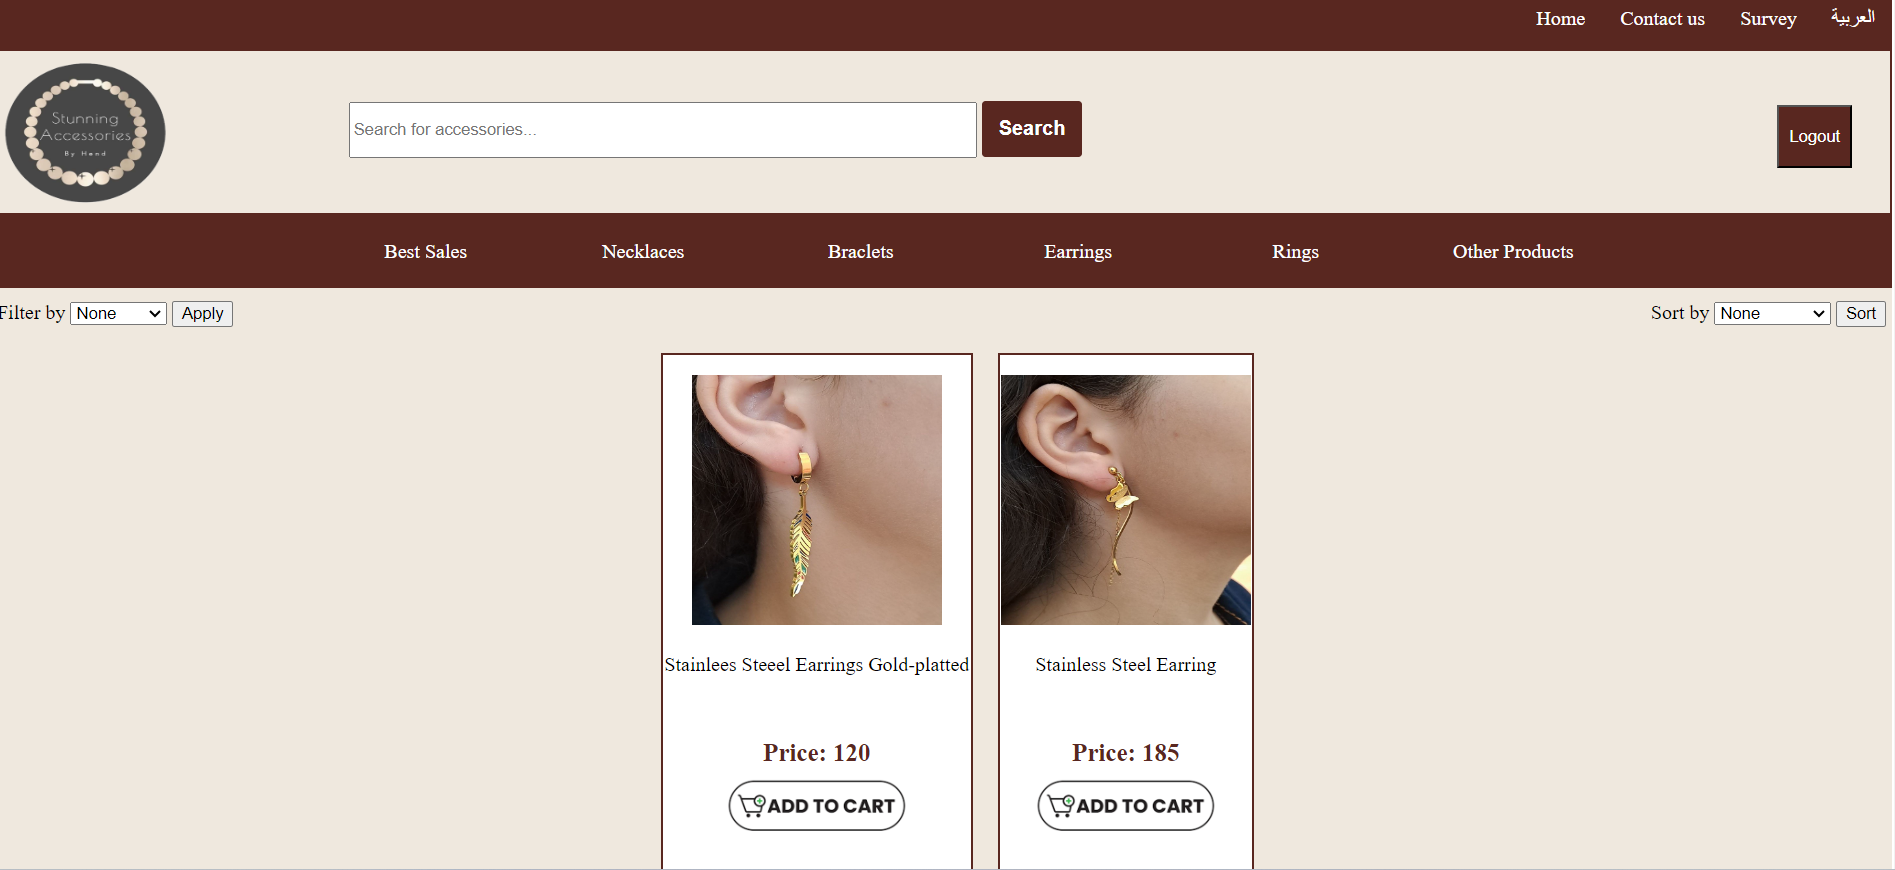 Home Contact us Survey العربية
Stunning
Accessories
By Hand
Search for accessories...
Search
Logout
Best Sales Necklaces Braclets Earrings Rings Other Products
Filter by None Apply
Sort by None Sort
Stainlees Steeel Earrings Gold-platted
Price: 120
ADD TO CART
Stainless Steel Earring
Price: 185
ADD TO CART